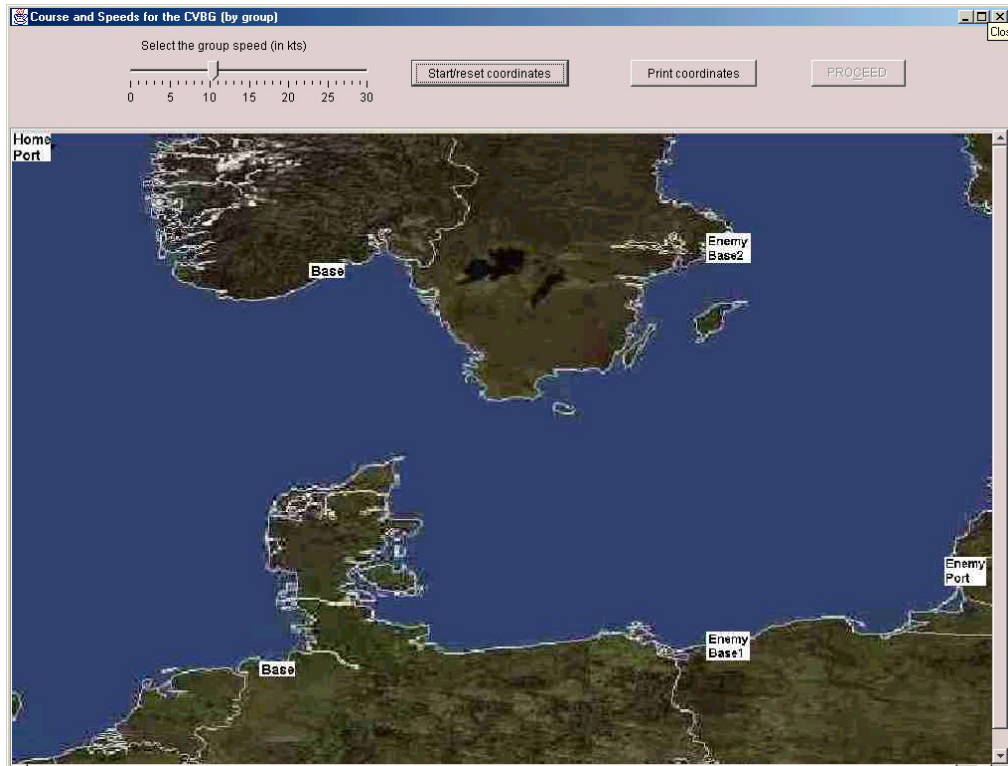 Course and Speeds for the CVBG (by group)
Clos
Select the group speed (in kts)
0 5 10 15 20 25 30
Start/reset coordinates
Print coordinates
PROCEED
Home
Port
Base
Enemy
Base2
Enemy
Port
Enemy
Base1
Base